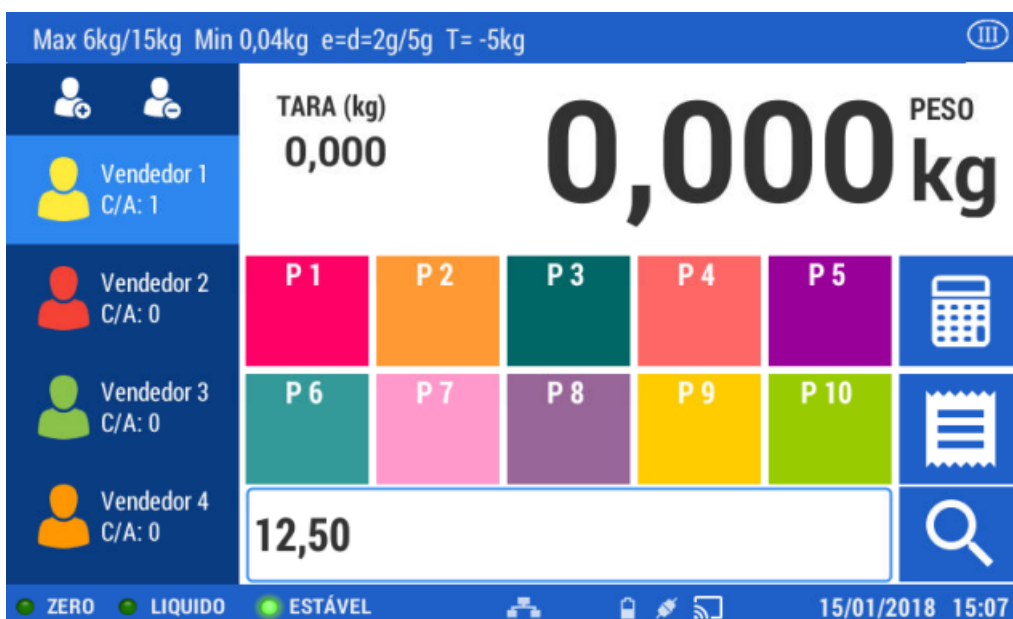 Max 6kg/15kg Min 0,04kg e=d=2g/5g T= -5kg
III
TARA (kg)
0,000
0,000
PESO
kg
Vendedor 1
C/A: 1
Vendedor 2
C/A: 0
Vendedor 3
C/A: 0
Vendedor 4
C/A: 0
P 1 P 2 P 3 P 4 P 5
P 6 P 7 P 8 P 9 P 10
12,50
ZERO LIQUIDO ESTÁVEL 15/01/2018 15:07